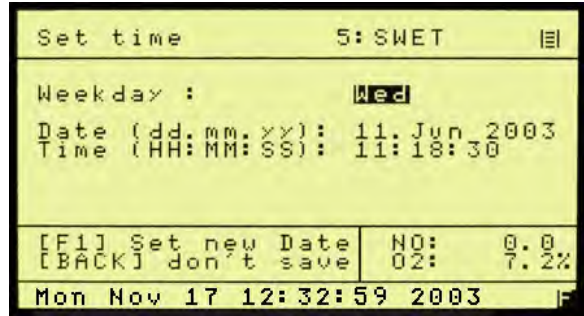 Set time 5:SWET
Weekday : Wed
Date (dd.mm.yy): 11.Jun 2003
Time (HH:MM:SS): 11:18:30
[F1] Set new Date NO: 0.0
[BACK] don't save O2: 7.2%
Mon Nov 17 12:32:59 2003 F